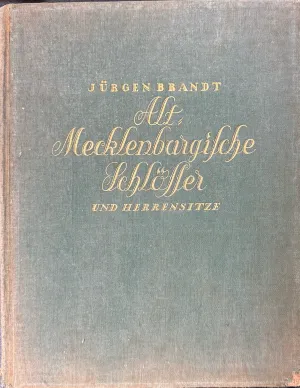 JÜRGEN BRANDT
Alt-
Mecklenburgische
Schlösser
UND HERRENSITZE